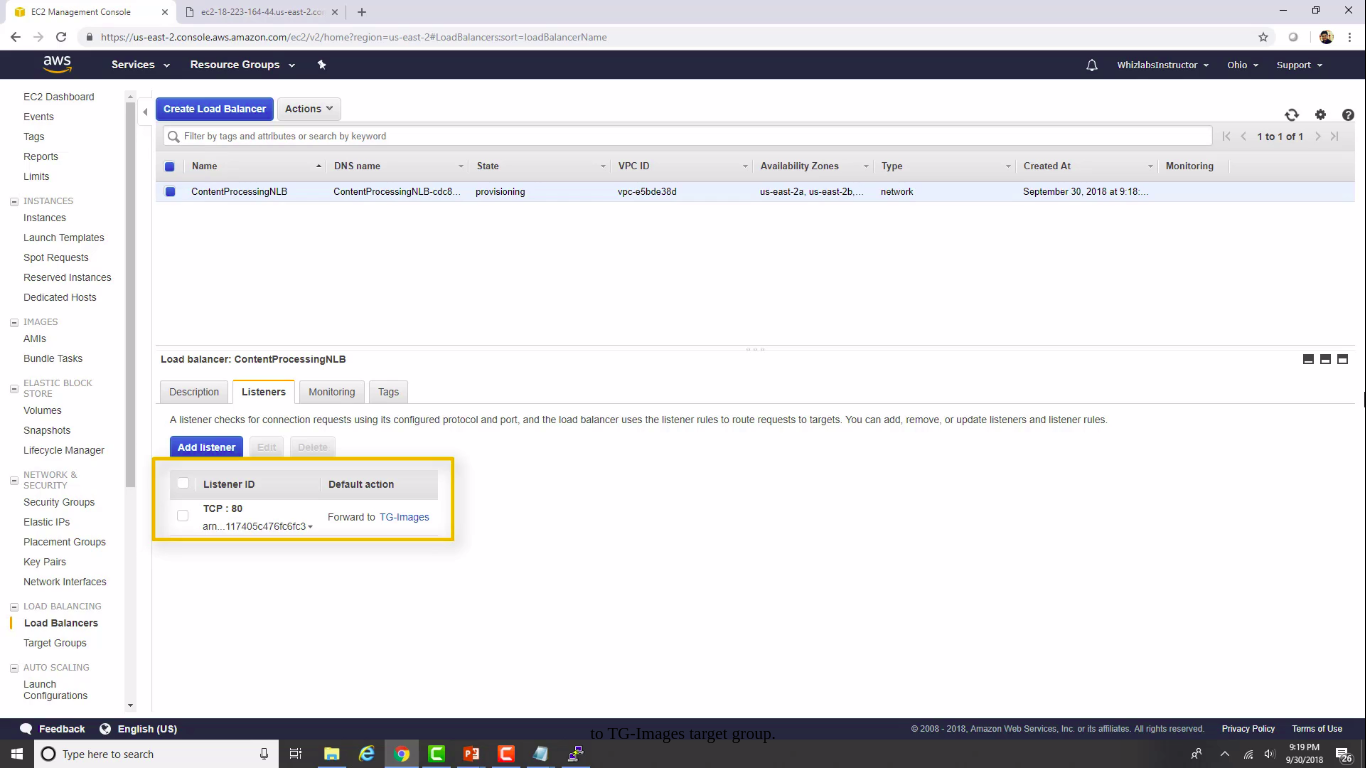 EC2 Management Console
ec2-18-223-164-44.us-east-2.co
https://us-east-2.console.aws.amazon.com/ec2/v2/home?region=us-east-2#LoadBalancers:sort=loadBalancerName
aws Services Resource Groups WhizlabsInstructor Ohio Support
EC2 Dashboard
Events
Tags
Reports
Limits
INSTANCES
Instances
Launch Templates
Spot Requests
Reserved Instances
Dedicated Hosts
IMAGES
AMIs
Bundle Tasks
ELASTIC BLOCK
STORE
Volumes
Snapshots
Lifecycle Manager
NETWORK &
SECURITY
Security Groups
Elastic IPs
Placement Groups
Key Pairs
Network Interfaces
LOAD BALANCING
Load Balancers
Target Groups
AUTO SCALING
Launch
Configurations
Create Load Balancer Actions
Filter by tags and attributes or search by keyword
1 to 1 of 1
Name DNS name State VPC ID Availability Zones Type Created At Monitoring
ContentProcessingNLB ContentProcessingNLB-cdc8... provisioning vpc-e5bde38d us-east-2a, us-east-2b,... network September 30, 2018 at 9:18:...
Load balancer: ContentProcessingNLB
Description Listeners Monitoring Tags
A listener checks for connection requests using its configured protocol and port, and the load balancer uses the listener rules to route requests to targets. You can add, remove, or update listeners and listener rules.
Add listener Edit Delete
Listener ID Default action
TCP : 80
arn...117405c476fc6fc3
Forward to TG-Images
Feedback English (US)
© 2008 - 2018, Amazon Web Services, Inc. or its affiliates. All rights reserved. Privacy Policy Terms of Use
to TG-Images target group.
Type here to search
9:19 PM
9/30/2018
26